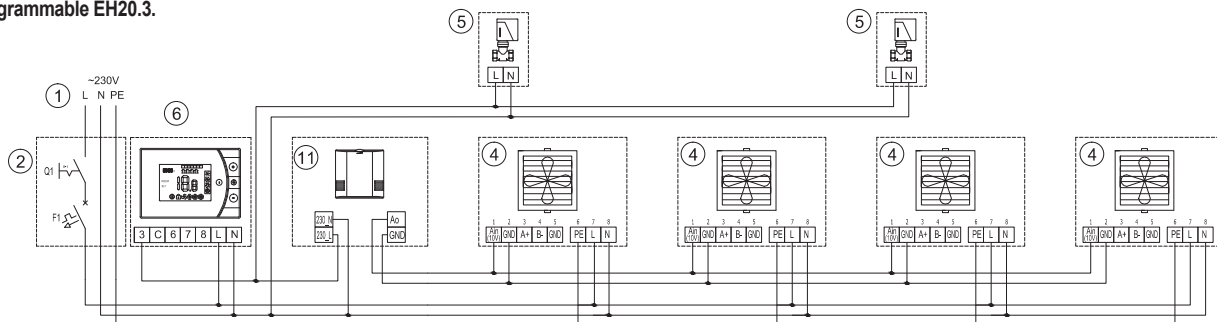 grammable EH20.3.
5
5
~230V
1
L N PE
6
2
11
4
4
4
4
Q1
F1
3 C 6 7 8 L N
230_N
230_L
Ao
GND
1 2 3 4 5 6 7 8
Ain (10V) GND A+ B- GND PE L N
1 2 3 4 5 6 7 8
Ain (10V) GND A+ B- GND PE L N
1 2 3 4 5 6 7 8
Ain (10V) GND A+ B- GND PE L N
1 2 3 4 5 6 7 8
Ain (10V) GND A+ B- GND PE L N
L N
L N